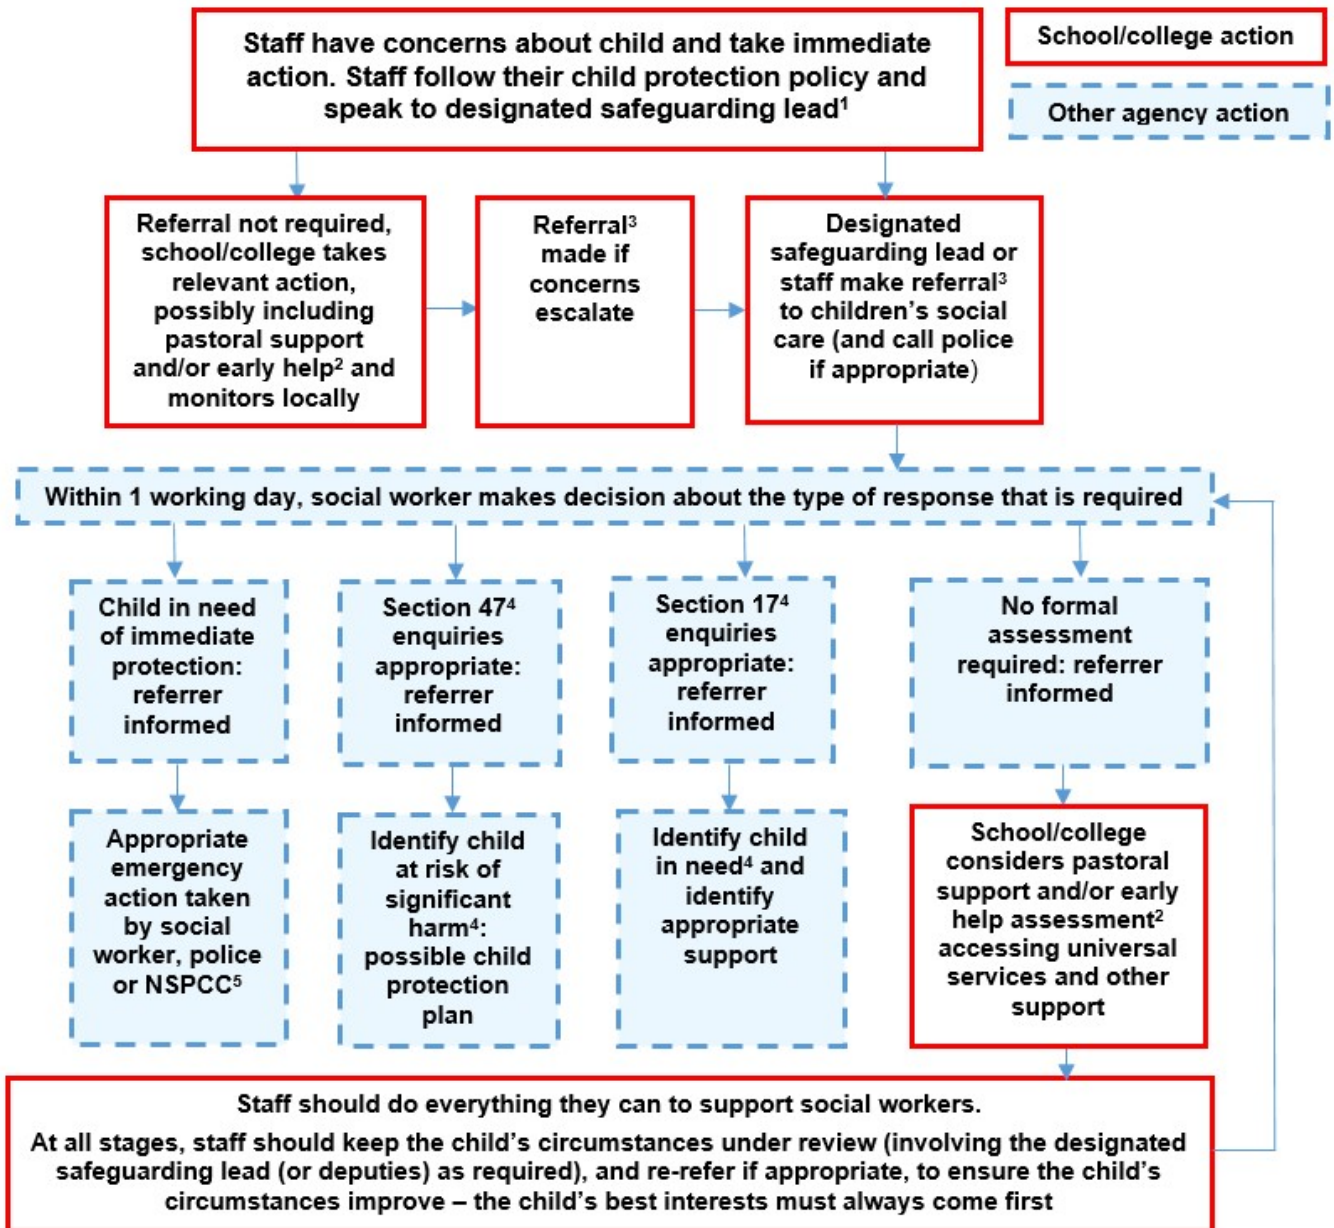 Staff have concerns about child and take immediate
action. Staff follow their child protection policy and
speak to designated safeguarding lead¹
School/college action
Other agency action
Referral not required,
school/college takes
relevant action,
possibly including
pastoral support
and/or early help² and
monitors locally
Referral³
made if
concerns
escalate
Designated
safeguarding lead or
staff make referral³
to children’s social
care (and call police
if appropriate)
Within 1 working day, social worker makes decision about the type of response that is required
Child in need
of immediate
protection:
referrer
informed
Section 47⁴
enquiries
appropriate:
referrer
informed
Section 17⁴
enquiries
appropriate:
referrer
informed
No formal
assessment
required: referrer
informed
Appropriate
emergency
action taken
by social
worker, police
or NSPCC⁵
Identify child
at risk of
significant
harm⁴:
possible child
protection
plan
Identify child
in need⁴ and
identify
appropriate
support
School/college
considers pastoral
support and/or early
help assessment²
accessing universal
services and other
support
Staff should do everything they can to support social workers.
At all stages, staff should keep the child’s circumstances under review (involving the designated
safeguarding lead (or deputies) as required), and re-refer if appropriate, to ensure the child’s
circumstances improve – the child’s best interests must always come first